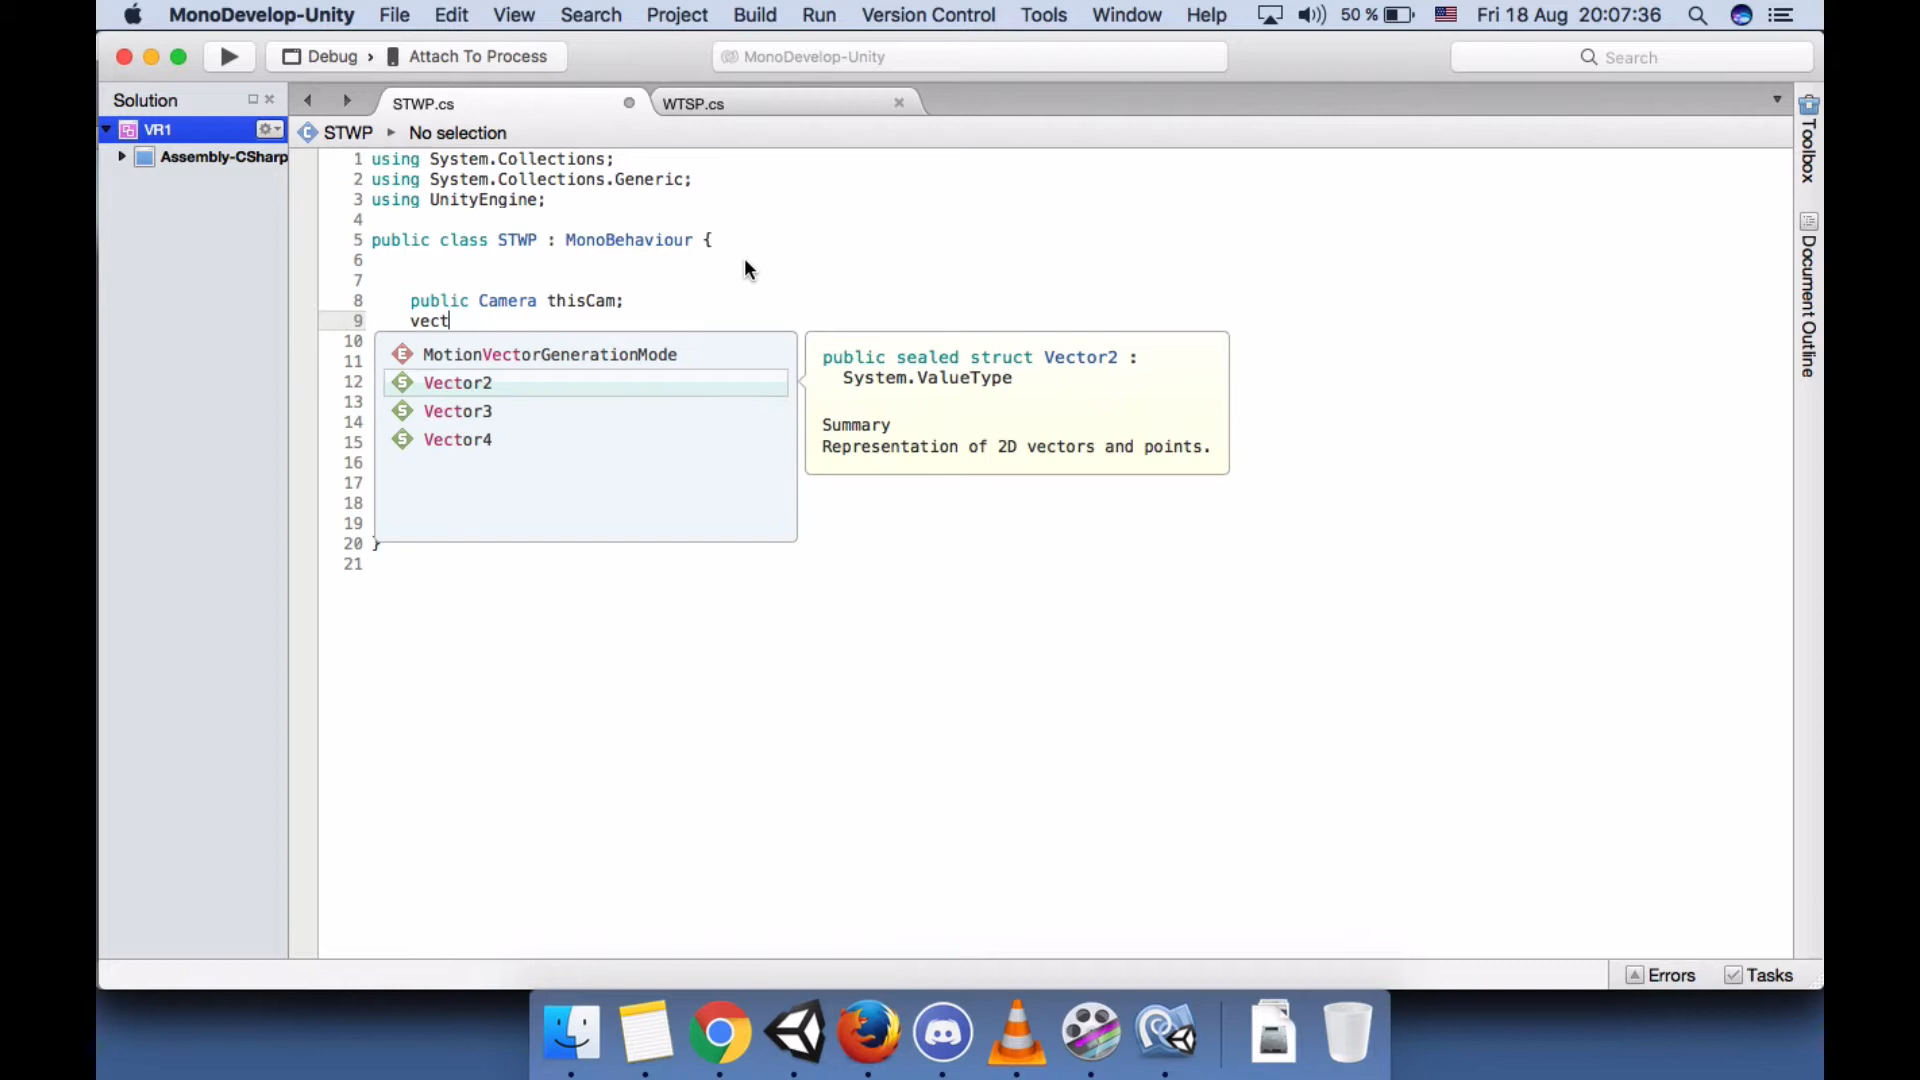 MonoDevelop-Unity File Edit View Search Project Build Run Version Control Tools Window Help 50 % Fri 18 Aug 20:07:36
Debug › Attach To Process MonoDevelop-Unity Search
Solution STWP.cs WTSP.cs
VR1 STWP No selection
Assembly-CSharp
1 using System.Collections;
2 using System.Collections.Generic;
3 using UnityEngine;
4
5 public class STWP : MonoBehaviour {
6
7
8 public Camera thisCam;
9 vect
10
11
12
13
14
15
16
17
18
19
20 }
21
MotionVectorGenerationMode
Vector2
Vector3
Vector4
public sealed struct Vector2 :
System.ValueType
Summary
Representation of 2D vectors and points.
Toolbox
Document Outline
Errors Tasks